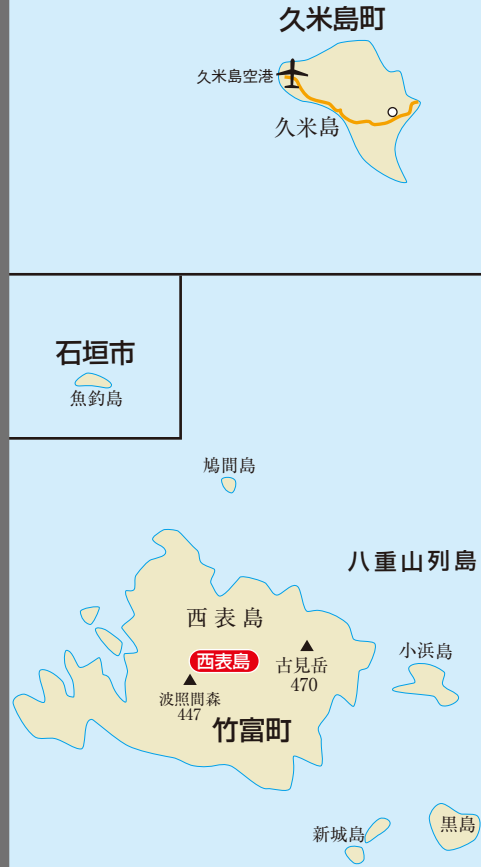 久米島町
久米島空港
久米島
石垣市
魚釣島
鳩間島
八重山列島
西表島
西表島
古見岳
470
小浜島
波照間森
447
竹富町
新城島
黒島